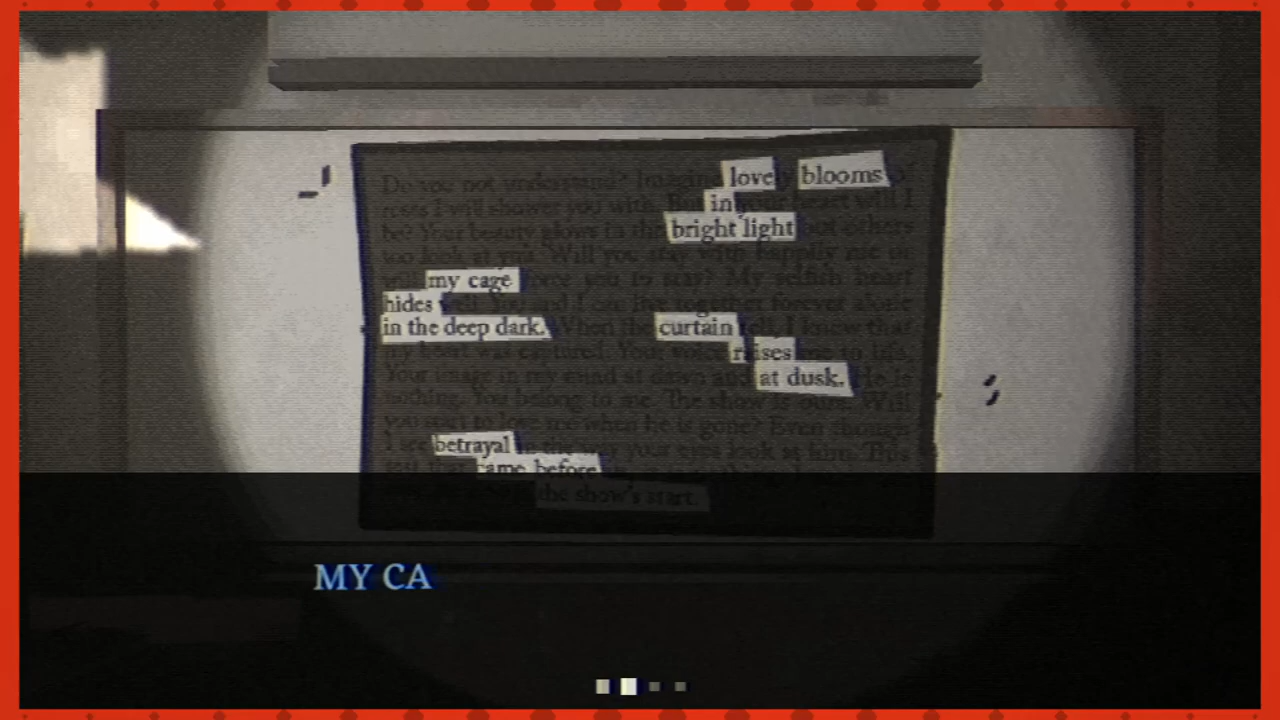 Do you not understand? Imagine lovely blooms of
roses I will shower you with. But in your heart will I
be? Your beauty glows in the bright light but others
too look at you. Will you stay with happily me or
will my cage force you to stay? My selfish heart
hides well. You and I can live together forever alone
in the deep dark. When the curtain fell, I knew that
my heart was captured. Your voice raises me to life.
Your image in my mind at dawn and at dusk. He is
nothing. You belong to me. The show is ours. Will
you start to love me when he is gone? Even though
I see betrayal in the way your eyes look at him. This
came before
the show's start.
MY CA